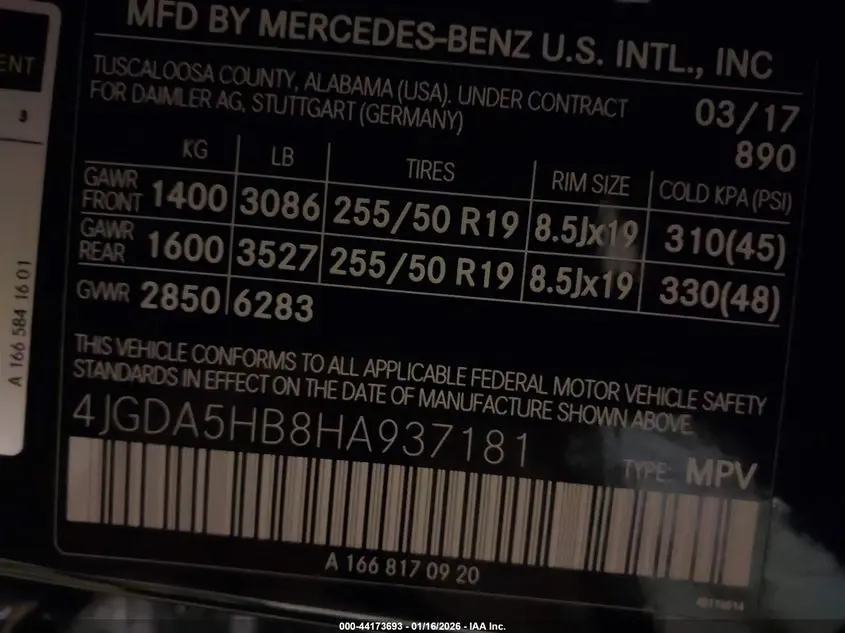 MFD BY MERCEDES-BENZ U.S. INTL., INC
TUSCALOOSA COUNTY, ALABAMA (USA). UNDER CONTRACT
FOR DAIMLER AG, STUTTGART (GERMANY)
03/17
890
KG LB TIRES RIM SIZE COLD KPA (PSI)
GAWR FRONT 1400 3086 255/50 R19 8.5Jx19 310(45)
GAWR REAR 1600 3527 255/50 R19 8.5Jx19 330(48)
GVWR 2850 6283
THIS VEHICLE CONFORMS TO ALL APPLICABLE FEDERAL MOTOR VEHICLE SAFETY
STANDARDS IN EFFECT ON THE DATE OF MANUFACTURE SHOWN ABOVE.
4JGDA5HB8HA937181
TYPE: MPV
A 166 817 09 20
ENT
3
A 166 584 16 01
000-44173693 - 01/16/2026 - IAA Inc.